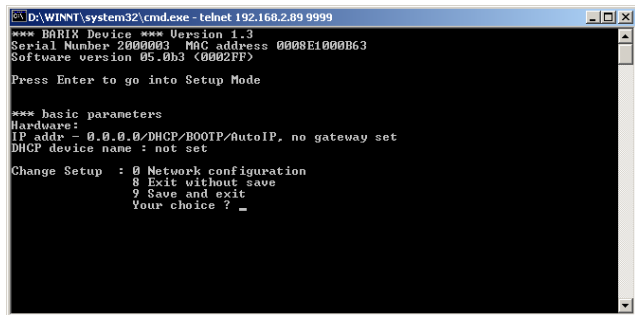 D:\WINNT\system32\cmd.exe - telnet 192.168.2.89 9999
*** BARIX Device *** Version 1.3
Serial Number 2000003  MAC address 0008E1000B63
Software version 05.0b3 (0002FF)
Press Enter to go into Setup Mode
*** basic parameters
Hardware:
IP addr - 0.0.0.0/DHCP/BOOTP/AutoIP, no gateway set
DHCP device name : not set
Change Setup  : 0 Network configuration
8 Exit without save
9 Save and exit
Your choice ? _